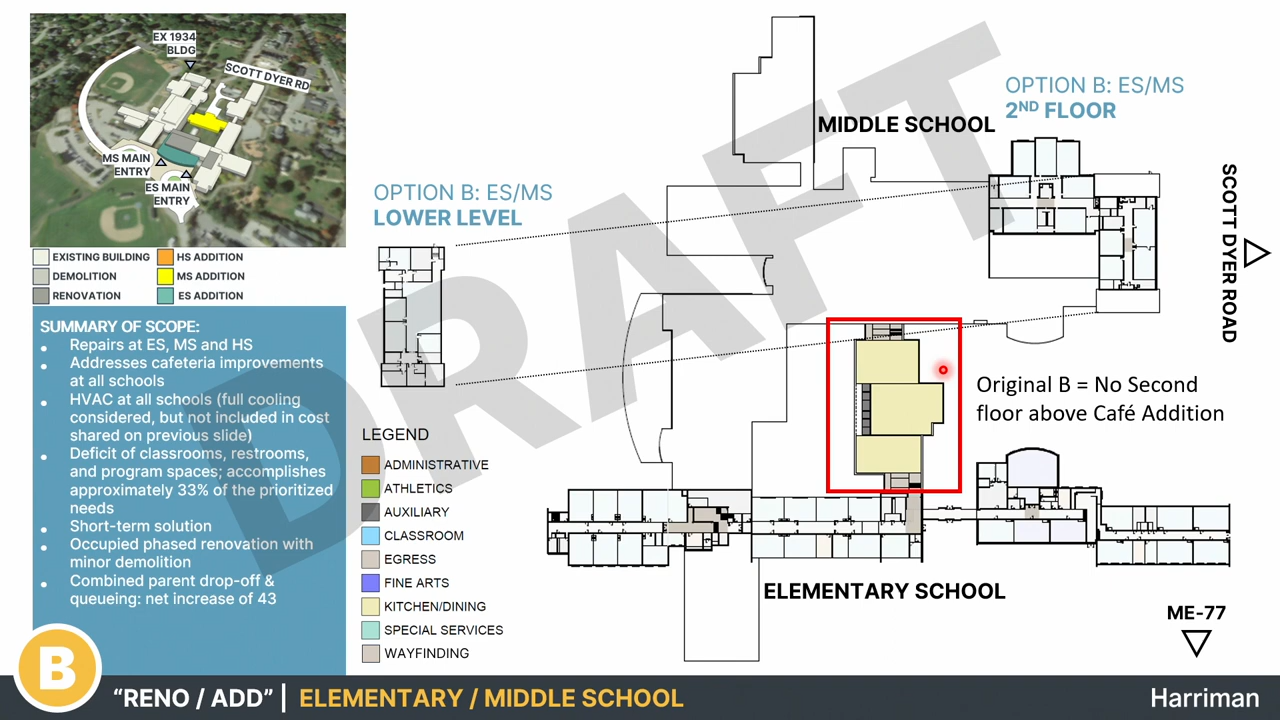 EX 1934
BLDG
SCOTT DYER RD
MS MAIN
ENTRY
ES MAIN
ENTRY
EXISTING BUILDING
HS ADDITION
DEMOLITION
MS ADDITION
RENOVATION
ES ADDITION
SUMMARY OF SCOPE:
• Repairs at ES, MS and HS
• Addresses cafeteria improvements
at all schools
• HVAC at all schools (full cooling
considered, but not included in cost
shared on previous slide)
• Deficit of classrooms, restrooms,
and program spaces; accomplishes
approximately 33% of the prioritized
needs
• Short-term solution
• Occupied phased renovation with
minor demolition
• Combined parent drop-off &
queueing: net increase of 43
OPTION B: ES/MS
LOWER LEVEL
LEGEND
ADMINISTRATIVE
ATHLETICS
AUXILIARY
CLASSROOM
EGRESS
FINE ARTS
KITCHEN/DINING
SPECIAL SERVICES
WAYFINDING
DRAFT
MIDDLE SCHOOL
OPTION B: ES/MS
2ND FLOOR
SCOTT DYER ROAD
Original B = No Second
floor above Café Addition
ELEMENTARY SCHOOL
ME-77
B
“RENO / ADD” | ELEMENTARY / MIDDLE SCHOOL
Harriman